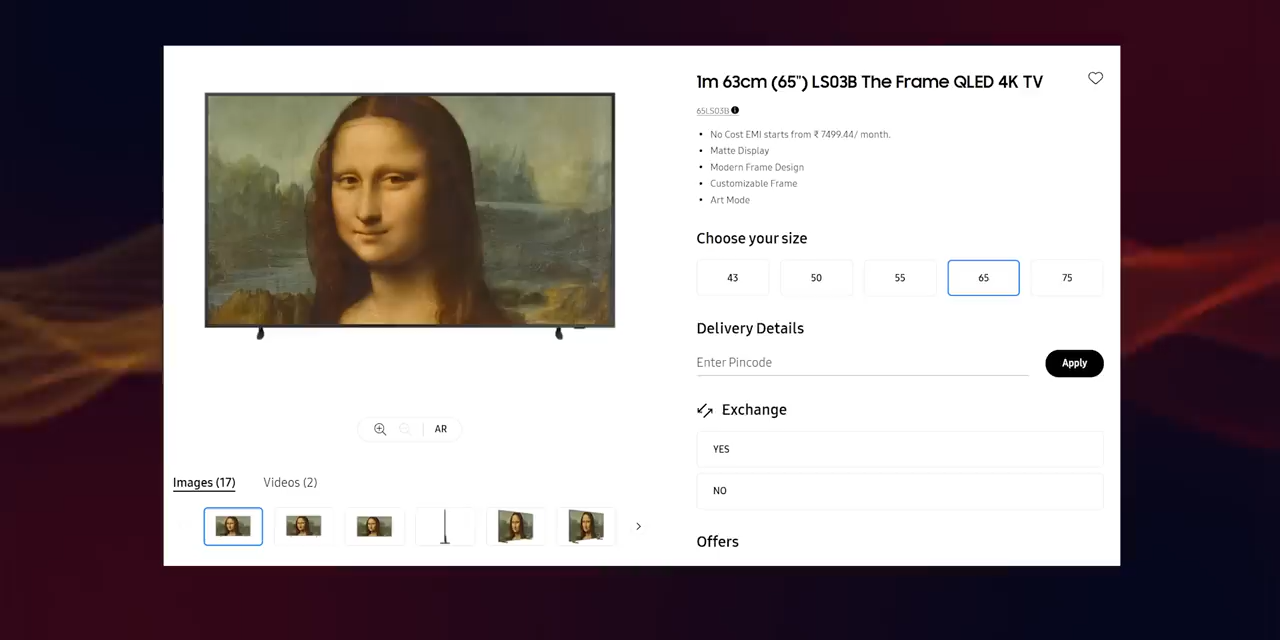 1m 63cm (65") LS03B The Frame QLED 4K TV
65LS03B
• No Cost EMI starts from ₹ 7499.44/ month.
• Matte Display
• Modern Frame Design
• Customizable Frame
• Art Mode
Choose your size
43 50 55 65 75
Delivery Details
Enter Pincode
Apply
Exchange
YES
NO
Offers
AR
Images (17) Videos (2)